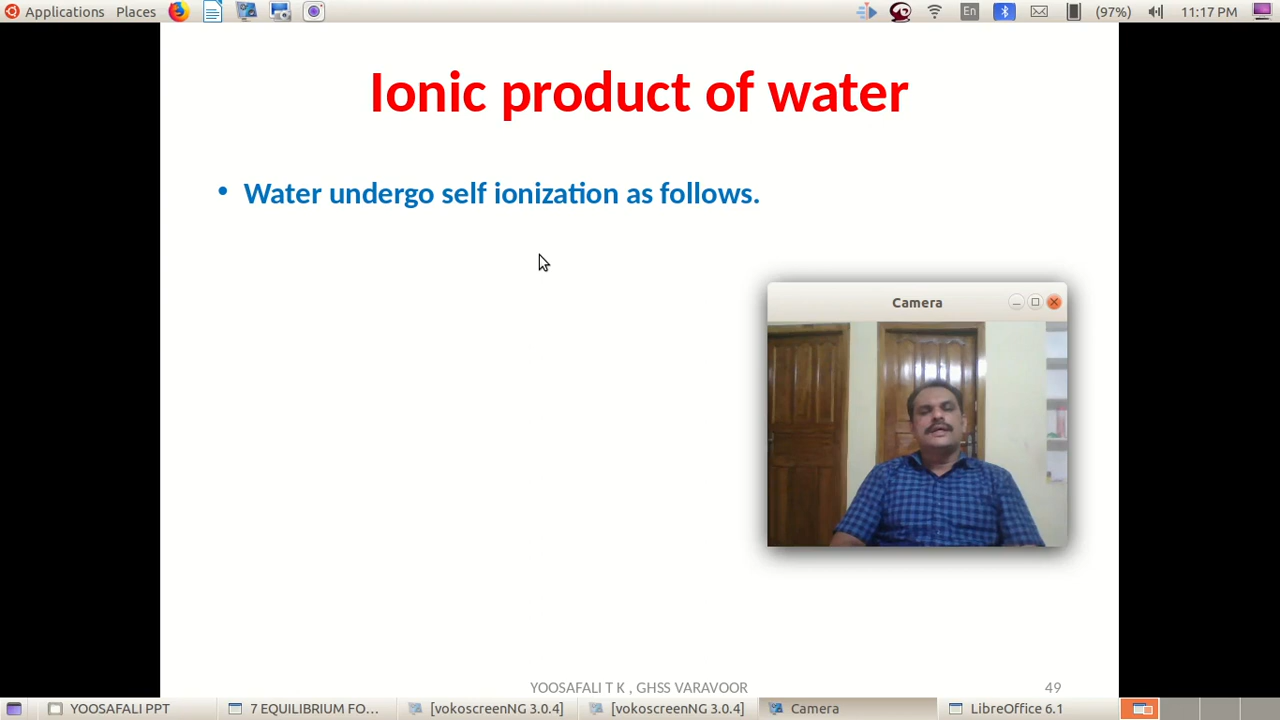 Applications Places En (97%) 11:17 PM
Ionic product of water
• Water undergo self ionization as follows.
Camera
YOOSAFALI T K , GHSS VARAVOOR 49
YOOSAFALI PPT 7 EQUILIBRIUM FO... [vokoscreenNG 3.0.4] [vokoscreenNG 3.0.4] Camera LibreOffice 6.1